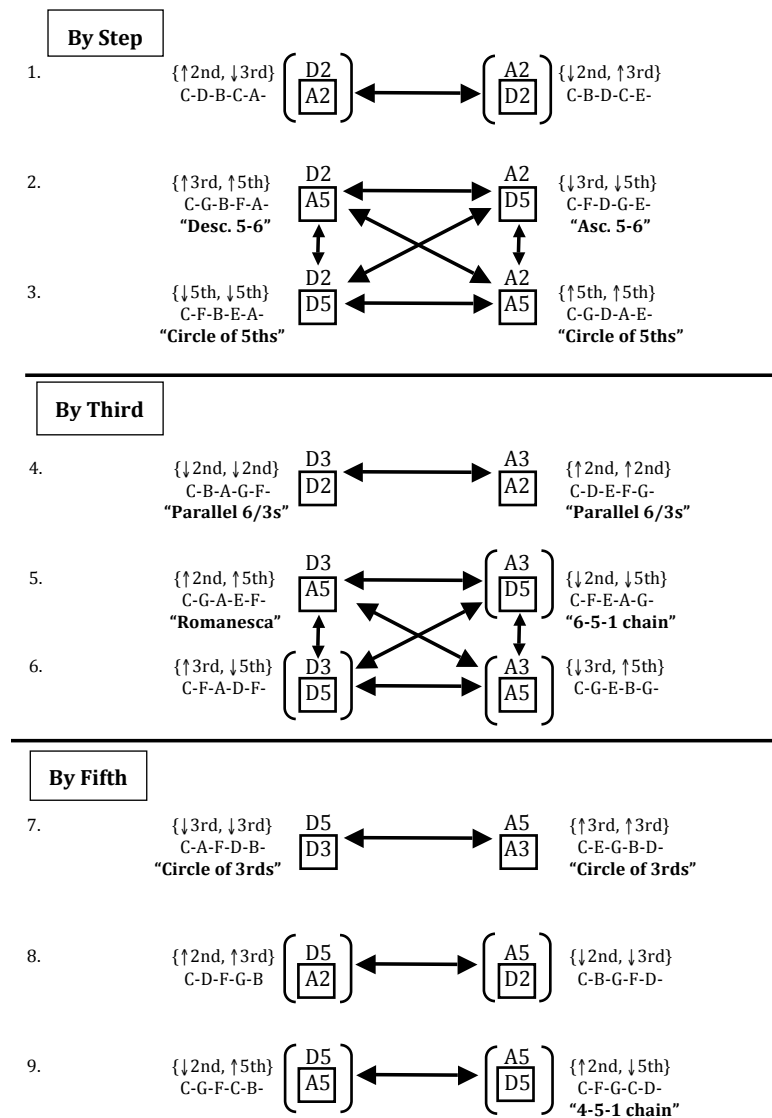 By Step
1.
{↑2nd, ↓3rd}
C-D-B-C-A-
D2
A2
A2
D2
{↓2nd, ↑3rd}
C-B-D-C-E-
2.
{↑3rd, ↑5th}
C-G-B-F-A-
“Desc. 5-6”
D2
A5
A2
D5
{↓3rd, ↓5th}
C-F-D-G-E-
“Asc. 5-6”
3.
{↓5th, ↓5th}
C-F-B-E-A-
“Circle of 5ths”
D2
D5
A2
A5
{↑5th, ↑5th}
C-G-D-A-E-
“Circle of 5ths”
By Third
4.
{↓2nd, ↓2nd}
C-B-A-G-F-
“Parallel 6/3s”
D3
D2
A3
A2
{↑2nd, ↑2nd}
C-D-E-F-G-
“Parallel 6/3s”
5.
{↑2nd, ↑5th}
C-G-A-E-F-
“Romanesca”
D3
A5
A3
D5
{↓2nd, ↓5th}
C-F-E-A-G-
“6-5-1 chain”
6.
{↑3rd, ↓5th}
C-F-A-D-F-
D3
D5
A3
A5
{↓3rd, ↑5th}
C-G-E-B-G-
By Fifth
7.
{↓3rd, ↓3rd}
C-A-F-D-B-
“Circle of 3rds”
D5
D3
A5
A3
{↑3rd, ↑3rd}
C-E-G-B-D-
“Circle of 3rds”
8.
{↑2nd, ↑3rd}
C-D-F-G-B
D5
A2
A5
D2
{↓2nd, ↓3rd}
C-B-G-F-D-
9.
{↓2nd, ↑5th}
C-G-F-C-B-
D5
A5
A5
D5
{↑2nd, ↓5th}
C-F-G-C-D-
“4-5-1 chain”